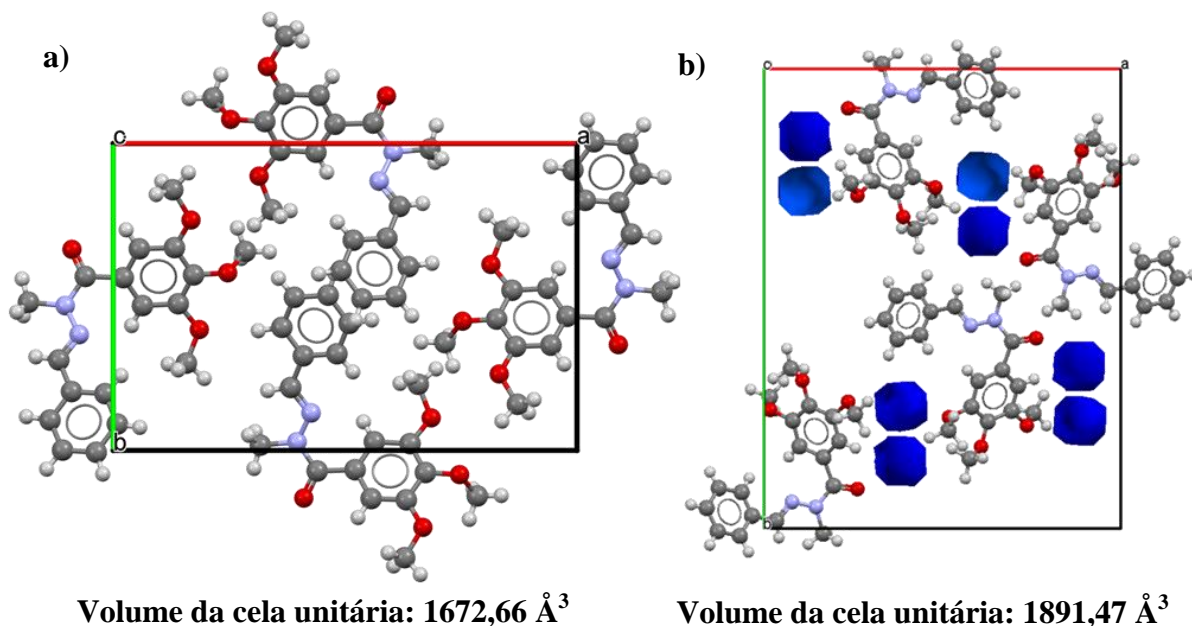 a)
b)
c
a
b
o
a
b
Volume da cela unitária: 1672,66 Å³
Volume da cela unitária: 1891,47 Å³